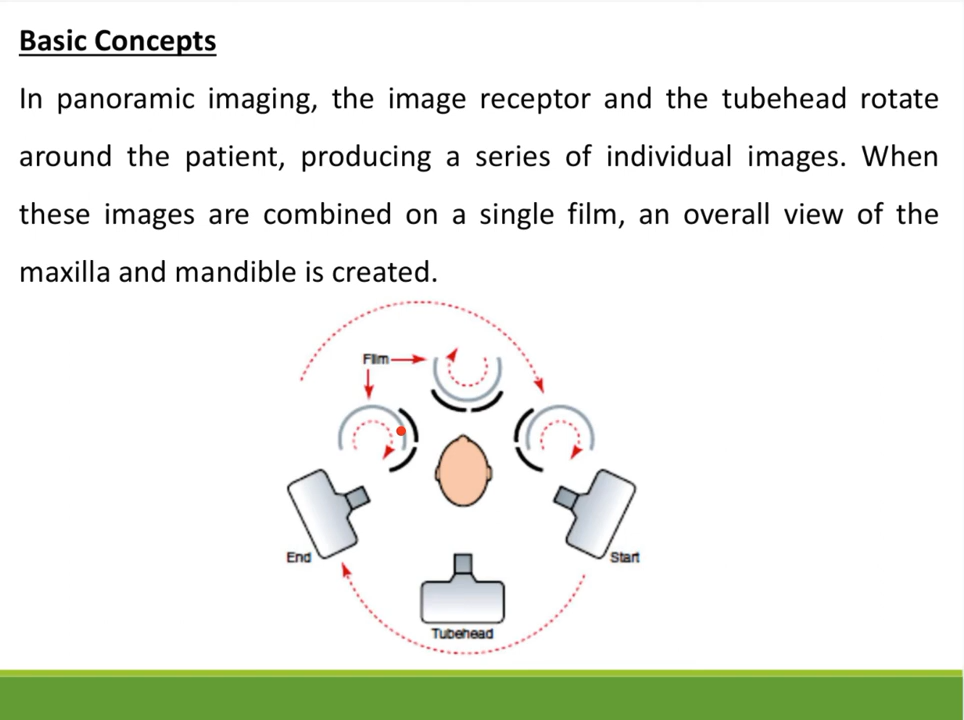 Basic Concepts
In panoramic imaging, the image receptor and the tubehead rotate
around the patient, producing a series of individual images. When
these images are combined on a single film, an overall view of the
maxilla and mandible is created.
Film
End
Start
Tubehead